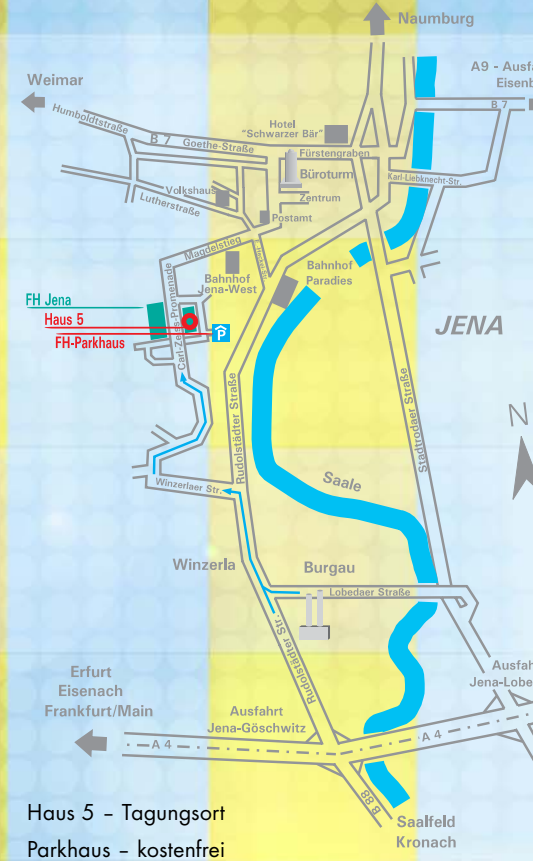 Naumburg
Weimar
A9 - Ausfa
Eisenb
B 7
Humboldtstraße
B 7
Goethe-Straße
Hotel
"Schwarzer Bär"
Fürstengraben
Büroturm
Karl-Liebknecht-Str.
Volkshaus
Zentrum
Lutherstraße
Postamt
Magdelstieg
Bahnhof
Jena-West
Bahnhof
Paradies
FH Jena
Haus 5
FH-Parkhaus
P
Carl-Zeiss-Promenade
JENA
Rudolstädter Straße
Stadtrodaer Straße
N
Saale
Winzerlaer Str.
Winzerla
Burgau
Lobedaer Straße
Rudolstädter Str.
Erfurt
Eisenach
Frankfurt/Main
Ausfahrt
Jena-Göschwitz
Ausfah
Jena-Lobe
A 4
A 4
B 88
Saalfeld
Kronach
Haus 5 – Tagungsort
Parkhaus – kostenfrei